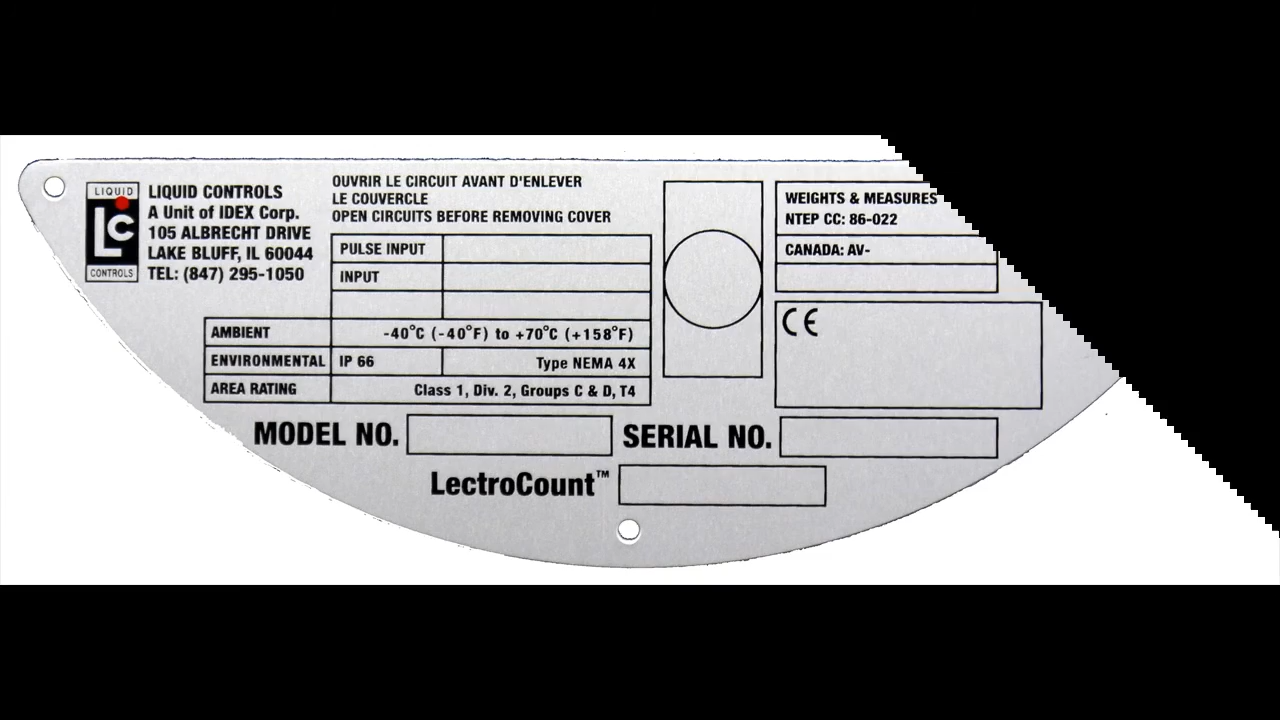 LIQUID
LC
CONTROLS
LIQUID CONTROLS
A Unit of IDEX Corp.
105 ALBRECHT DRIVE
LAKE BLUFF, IL 60044
TEL: (847) 295-1050
OUVRIR LE CIRCUIT AVANT D'ENLEVER
LE COUVERCLE
OPEN CIRCUITS BEFORE REMOVING COVER
PULSE INPUT
INPUT
AMBIENT -40°C (-40°F) to +70°C (+158°F)
ENVIRONMENTAL IP 66 Type NEMA 4X
AREA RATING Class 1, Div. 2, Groups C & D, T4
WEIGHTS & MEASURES
NTEP CC: 86-022
CANADA: AV-
CE
MODEL NO. SERIAL NO.
LectroCount™